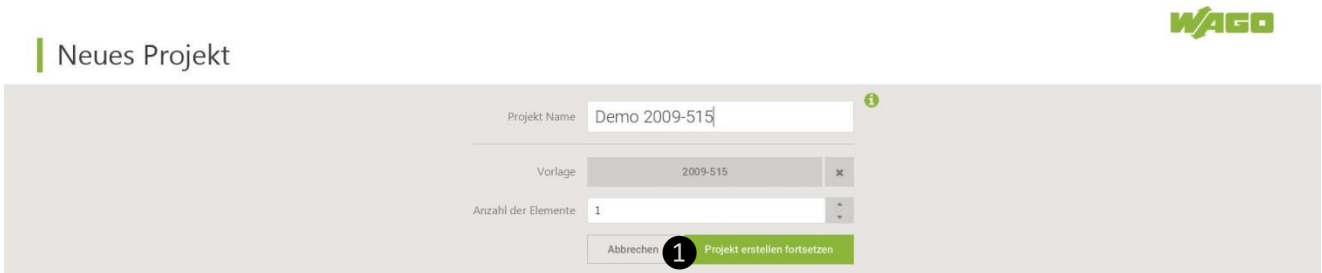 WAGO
Neues Projekt
Projekt Name Demo 2009-515
Vorlage 2009-515
Anzahl der Elemente 1
Abbrechen 1 Projekt erstellen fortsetzen